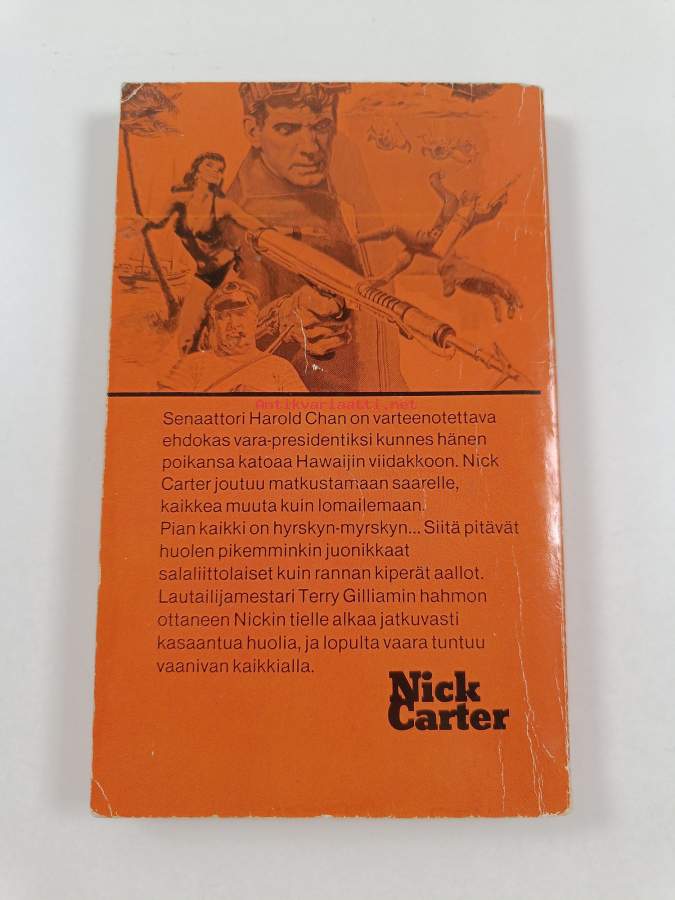 Antikvariaatti.net
Senaattori Harold Chan on varteenotettava
ehdokas vara-presidentiksi kunnes hänen
poikansa katoaa Hawaijin viidakkoon. Nick
Carter joutuu matkustamaan saarelle,
kaikkea muuta kuin lomailemaan.
Pian kaikki on hyrskyn-myrskyn... Siitä pitävät
huolen pikemminkin juonikkaat
salaliittolaiset kuin rannan kiperät aallot.
Lautailijamestari Terry Gilliamin hahmon
ottaneen Nickin tielle alkaa jatkuvasti
kasaantua huolia, ja lopulta vaara tuntuu
vaanivan kaikkialla.
Nick
Carter